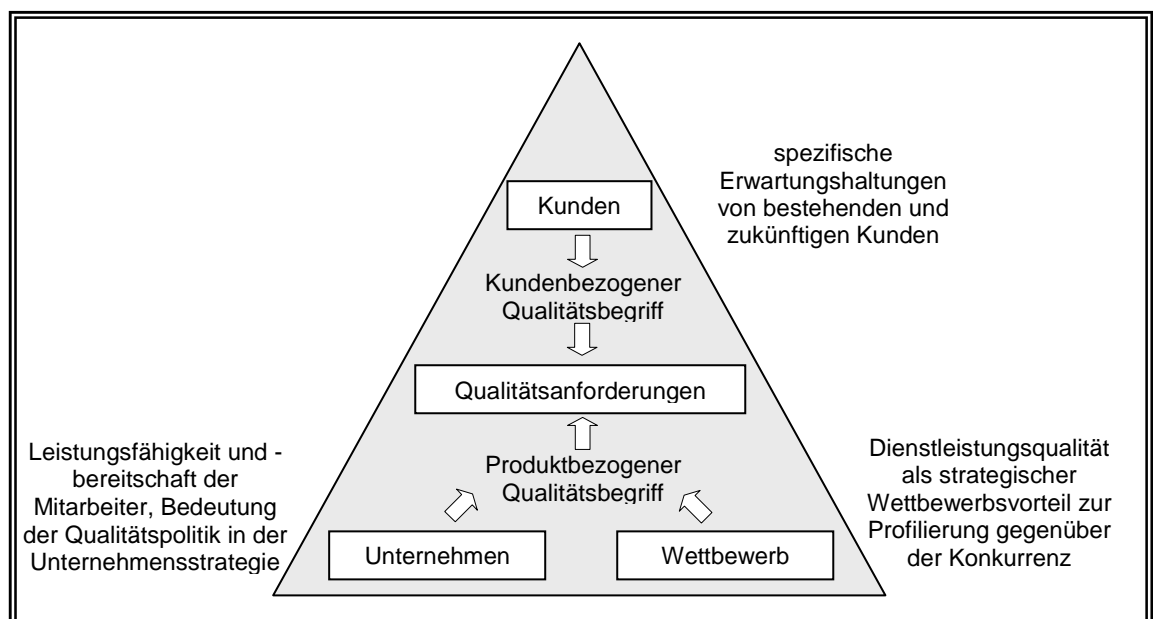 spezifische
Erwartungshaltungen
von bestehenden und
zukünftigen Kunden
Kunden
Kundenbezogener
Qualitätsbegriff
Qualitätsanforderungen
Leistungsfähigkeit und -
bereitschaft der
Mitarbeiter, Bedeutung
der Qualitätspolitik in der
Unternehmensstrategie
Produktbezogener
Qualitätsbegriff
Dienstleistungsqualität
als strategischer
Wettbewerbsvorteil zur
Profilierung gegenüber
der Konkurrenz
Unternehmen
Wettbewerb